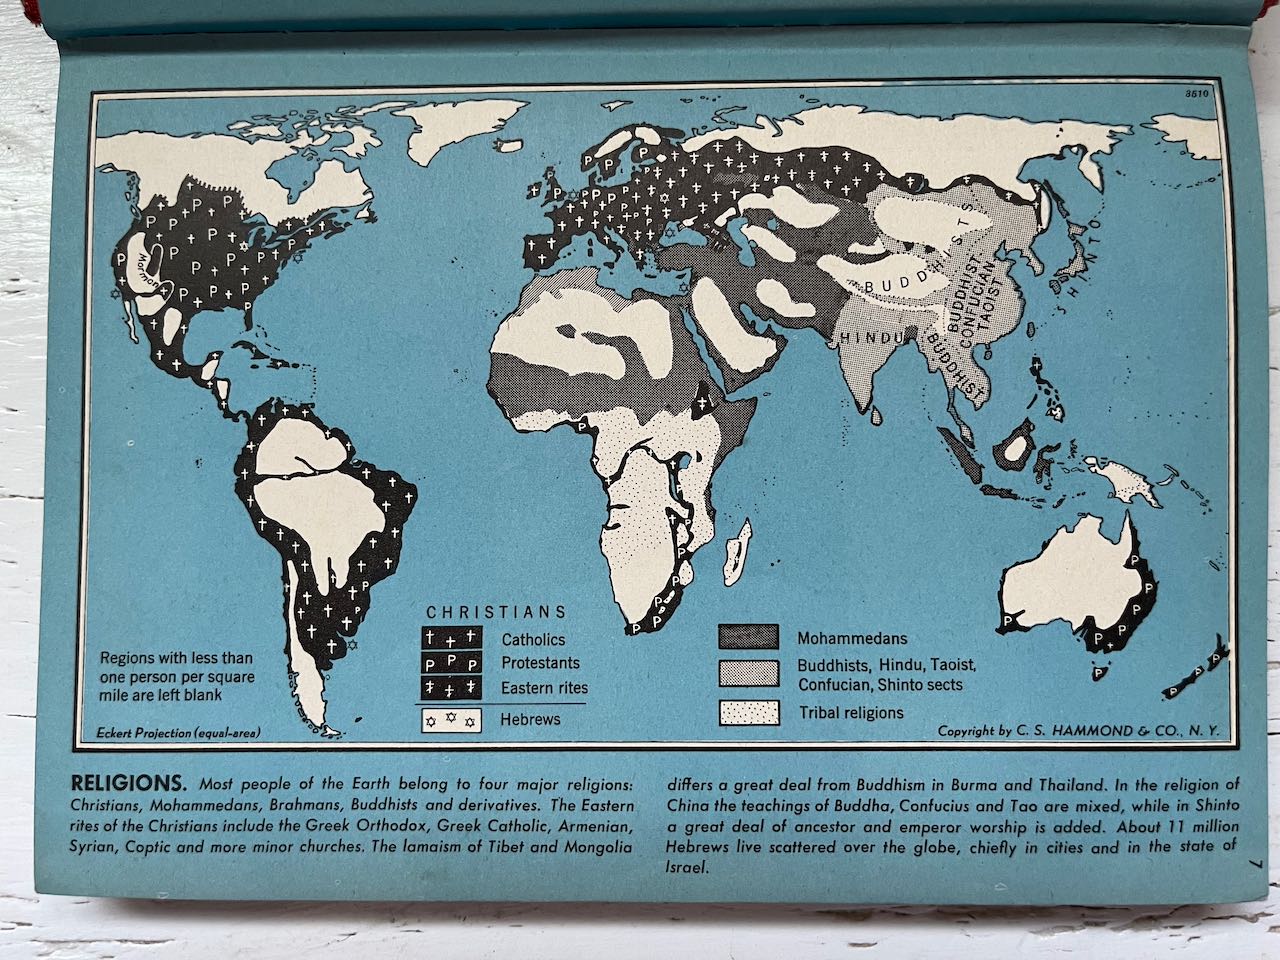 3510
Mormon
BUDDHISTS
BUDDHIST
CONFUCIAN
TAOIST
SHINTO
HINDU
BUDDHIST
CHRISTIANS
Catholics
Protestants
Eastern rites
Hebrews
Mohammedans
Buddhists, Hindu, Taoist,
Confucian, Shinto sects
Tribal religions
Regions with less than
one person per square
mile are left blank
Eckert Projection (equal-area)
Copyright by C. S. HAMMOND & CO., N. Y.
RELIGIONS. Most people of the Earth belong to four major religions:
Christians, Mohammedans, Brahmans, Buddhists and derivatives. The Eastern
rites of the Christians include the Greek Orthodox, Greek Catholic, Armenian,
Syrian, Coptic and more minor churches. The lamaism of Tibet and Mongolia
differs a great deal from Buddhism in Burma and Thailand. In the religion of
China the teachings of Buddha, Confucius and Tao are mixed, while in Shinto
a great deal of ancestor and emperor worship is added. About 11 million
Hebrews live scattered over the globe, chiefly in cities and in the state of
Israel.
7